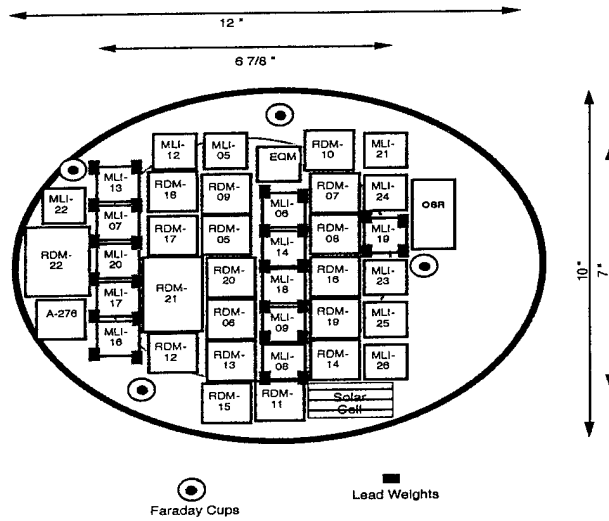 12 "
6 7/8 "
MLI-
12
MLI-
05
EQM
RDM-
10
MLI-
21
MLI-
13
RDM-
18
RDM-
09
MLI-
06
RDM-
07
MLI-
24
OSR
MLI-
22
MLI-
07
RDM-
17
RDM-
05
MLI-
14
RDM-
08
MLI-
19
RDM-
22
MLI-
20
RDM-
21
RDM-
20
MLI-
18
RDM-
16
MLI-
23
10 "
7 "
A-276
MLI-
17
RDM-
06
MLI-
09
RDM-
19
MLI-
25
MLI-
16
RDM-
12
RDM-
13
MLI-
08
RDM-
14
MLI-
26
RDM-
15
RDM-
11
Solar
Cell
Faraday Cups
Lead Weights